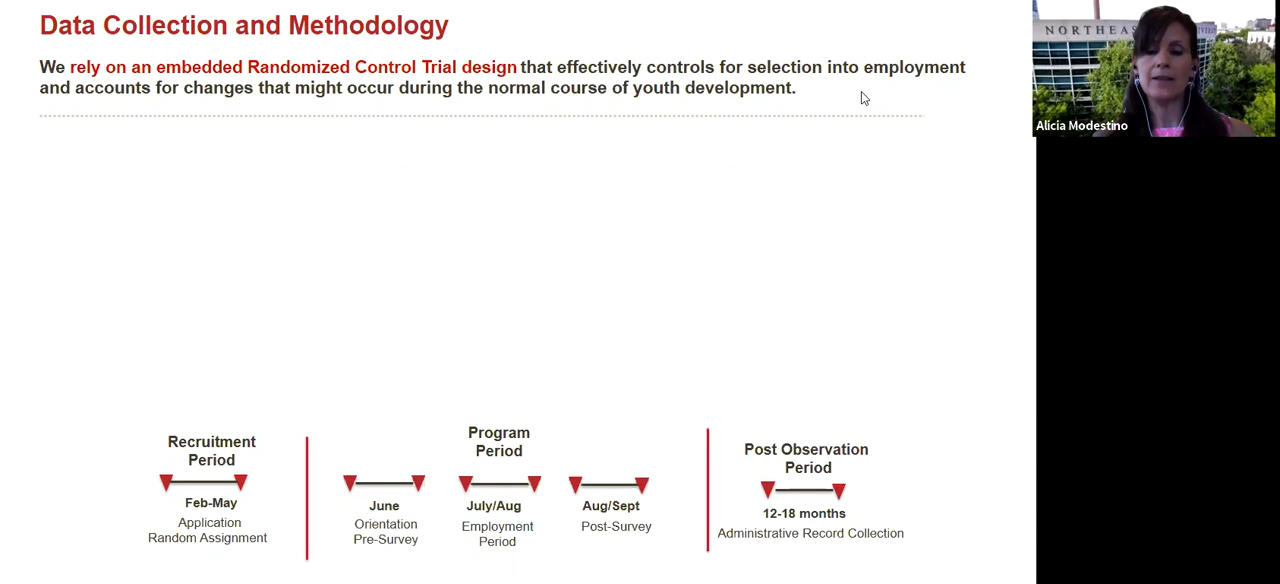 Data Collection and Methodology
We rely on an embedded Randomized Control Trial design that effectively controls for selection into employment
and accounts for changes that might occur during the normal course of youth development.
NORTHEAS
Alicia Modestino
Recruitment
Period
Feb-May
Application
Random Assignment
Program
Period
June
Orientation
Pre-Survey
July/Aug
Employment
Period
Aug/Sept
Post-Survey
Post Observation
Period
12-18 months
Administrative Record Collection